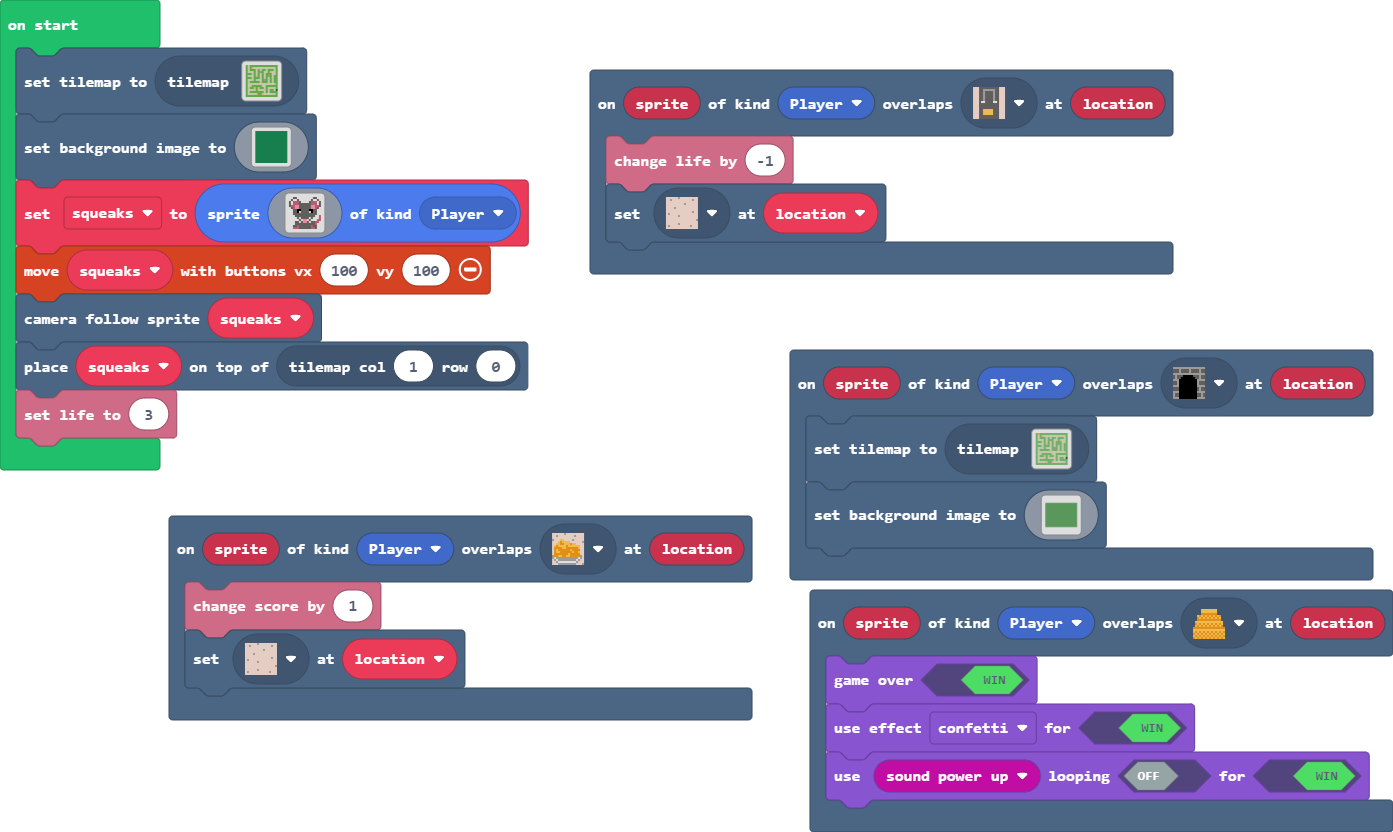 on start
set tilemap to tilemap
set background image to
set squeaks to sprite of kind Player
move squeaks with buttons vx 100 vy 100
camera follow sprite squeaks
place squeaks on top of tilemap col 1 row 0
set life to 3
on sprite of kind Player overlaps at location
change life by -1
set at location
on sprite of kind Player overlaps at location
set tilemap to tilemap
set background image to
on sprite of kind Player overlaps at location
change score by 1
set at location
on sprite of kind Player overlaps at location
game over WIN
use effect confetti for WIN
use sound power up looping OFF for WIN